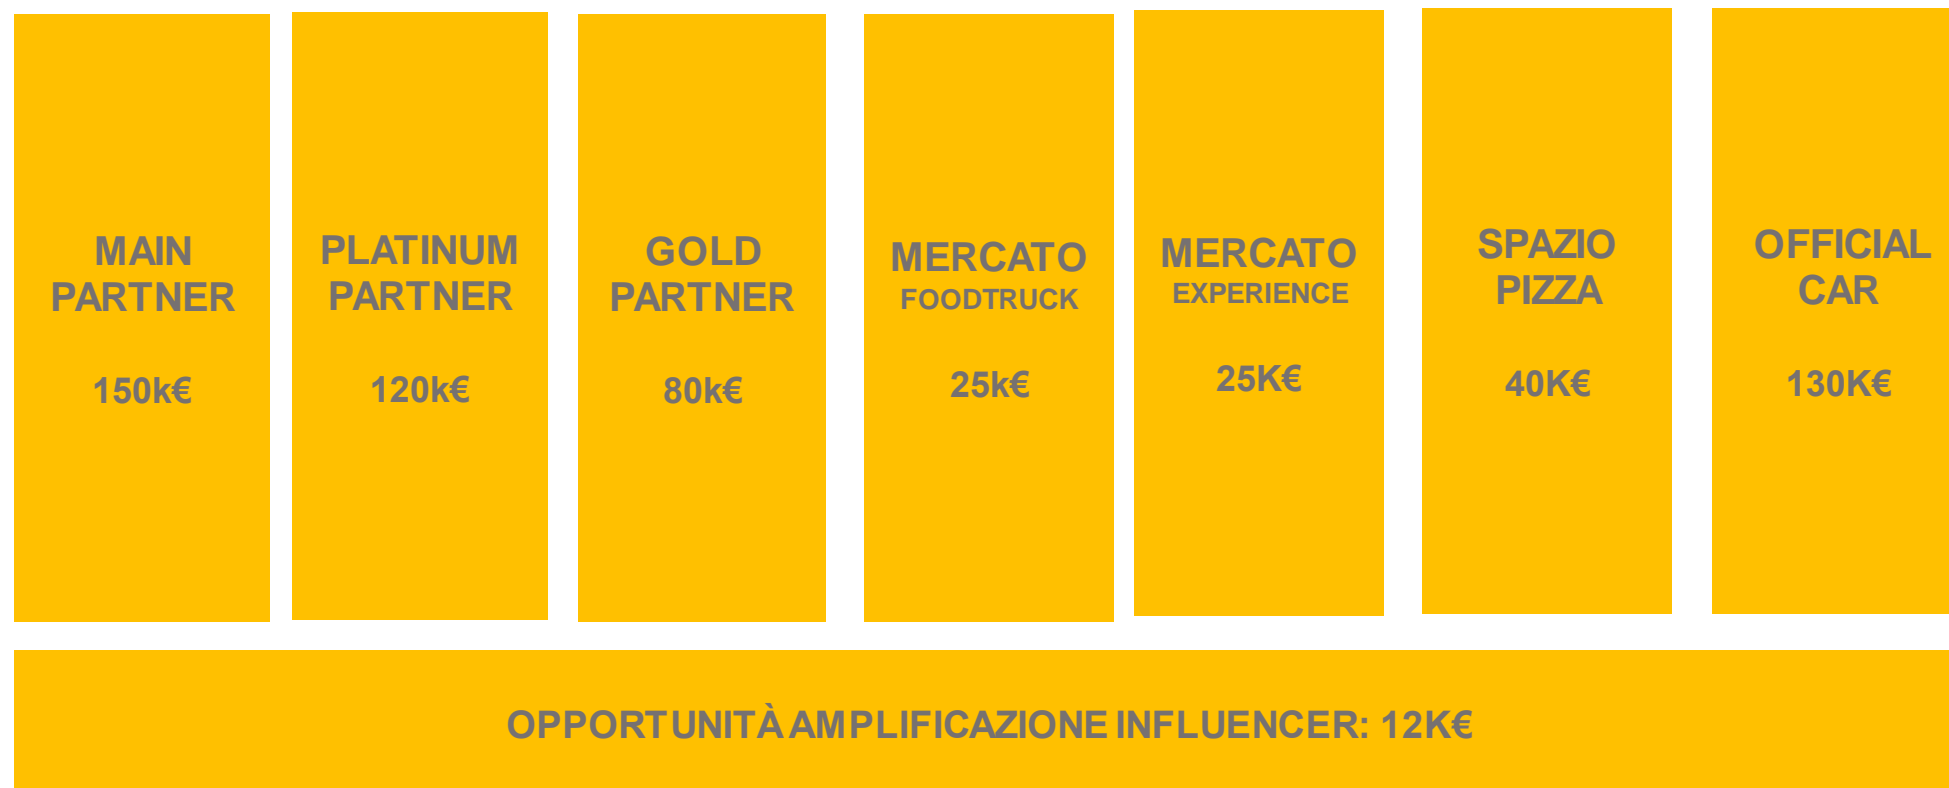 MAIN
PARTNER
150k€
PLATINUM
PARTNER
120k€
GOLD
PARTNER
80k€
MERCATO
FOODTRUCK
25k€
MERCATO
EXPERIENCE
25K€
SPAZIO
PIZZA
40K€
OFFICIAL
CAR
130K€
OPPORTUNITÀ AMPLIFICAZIONE INFLUENCER: 12K€